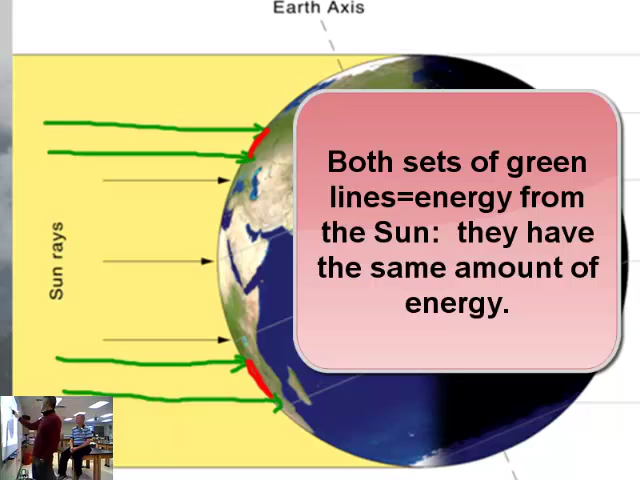 Earth Axis
Both sets of green
lines=energy from
the Sun:  they have
the same amount of
energy.
Sun rays